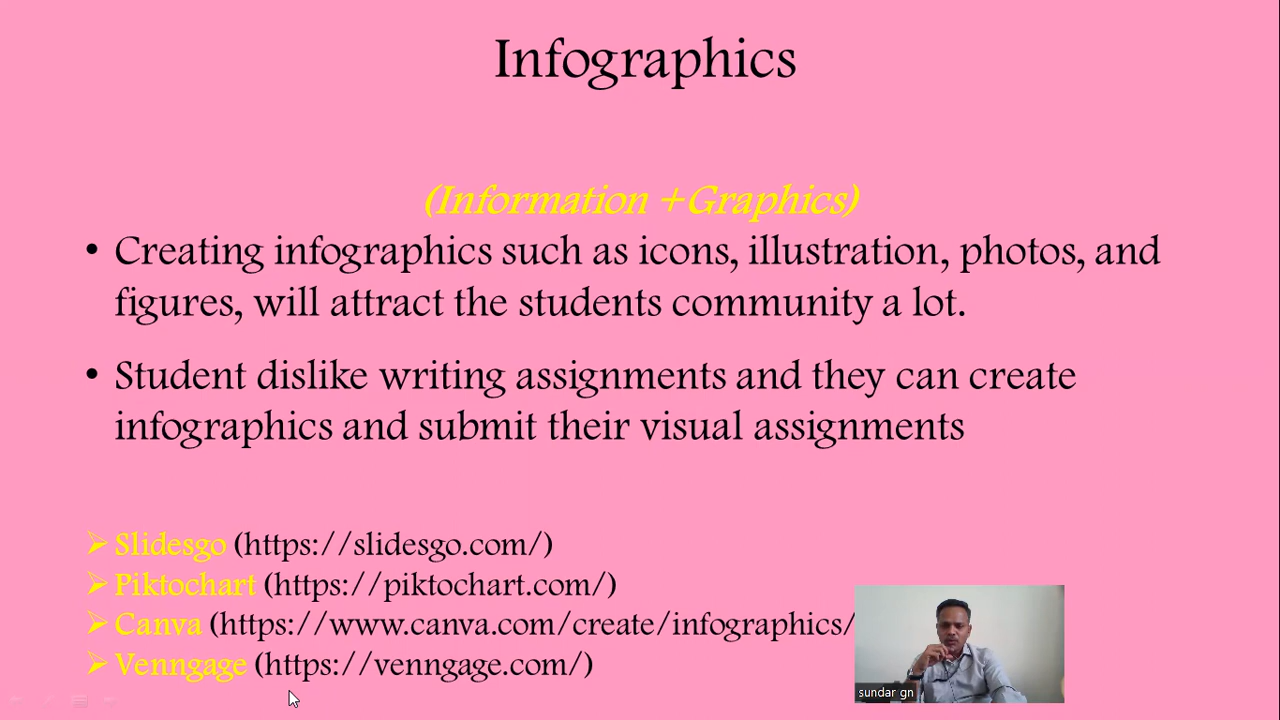 Infographics
(Information +Graphics)
• Creating infographics such as icons, illustration, photos, and
figures, will attract the students community a lot.
• Student dislike writing assignments and they can create
infographics and submit their visual assignments
➢ Slidesgo (https://slidesgo.com/)
➢ Piktochart (https://piktochart.com/)
➢ Canva (https://www.canva.com/create/infographics/
➢ Venngage (https://venngage.com/)
sundar gn